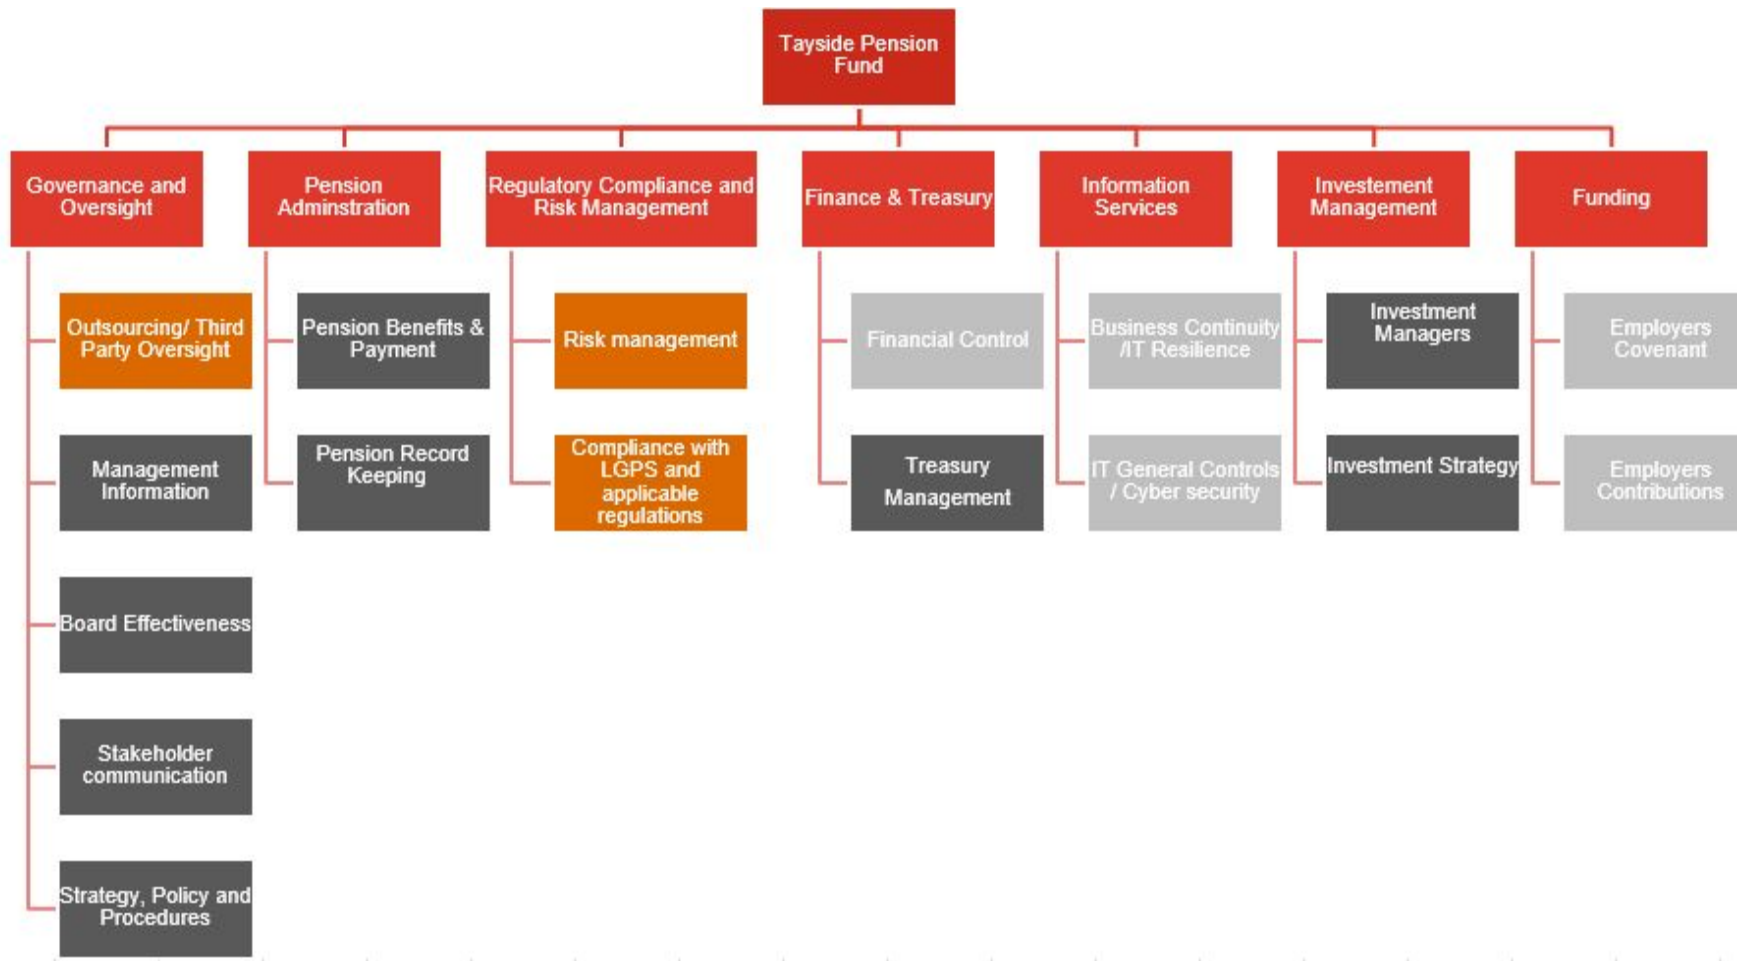 Tayside Pension
Fund
Governance and
Oversight
Pension
Adminstration
Regulatory Compliance and
Risk Management
Finance & Treasury
Information
Services
Investement
Management
Funding
Outsourcing/ Third
Party Oversight
Management
Information
Board Effectiveness
Stakeholder
communication
Strategy, Policy and
Procedures
Pension Benefits &
Payment
Pension Record
Keeping
Risk management
Compliance with
LGPS and
applicable
regulations
Financial Control
Treasury
Management
Business Continuity
/IT Resilience
IT General Controls
/ Cyber security
Investment
Managers
Investment Strategy
Employers
Covenant
Employers
Contributions